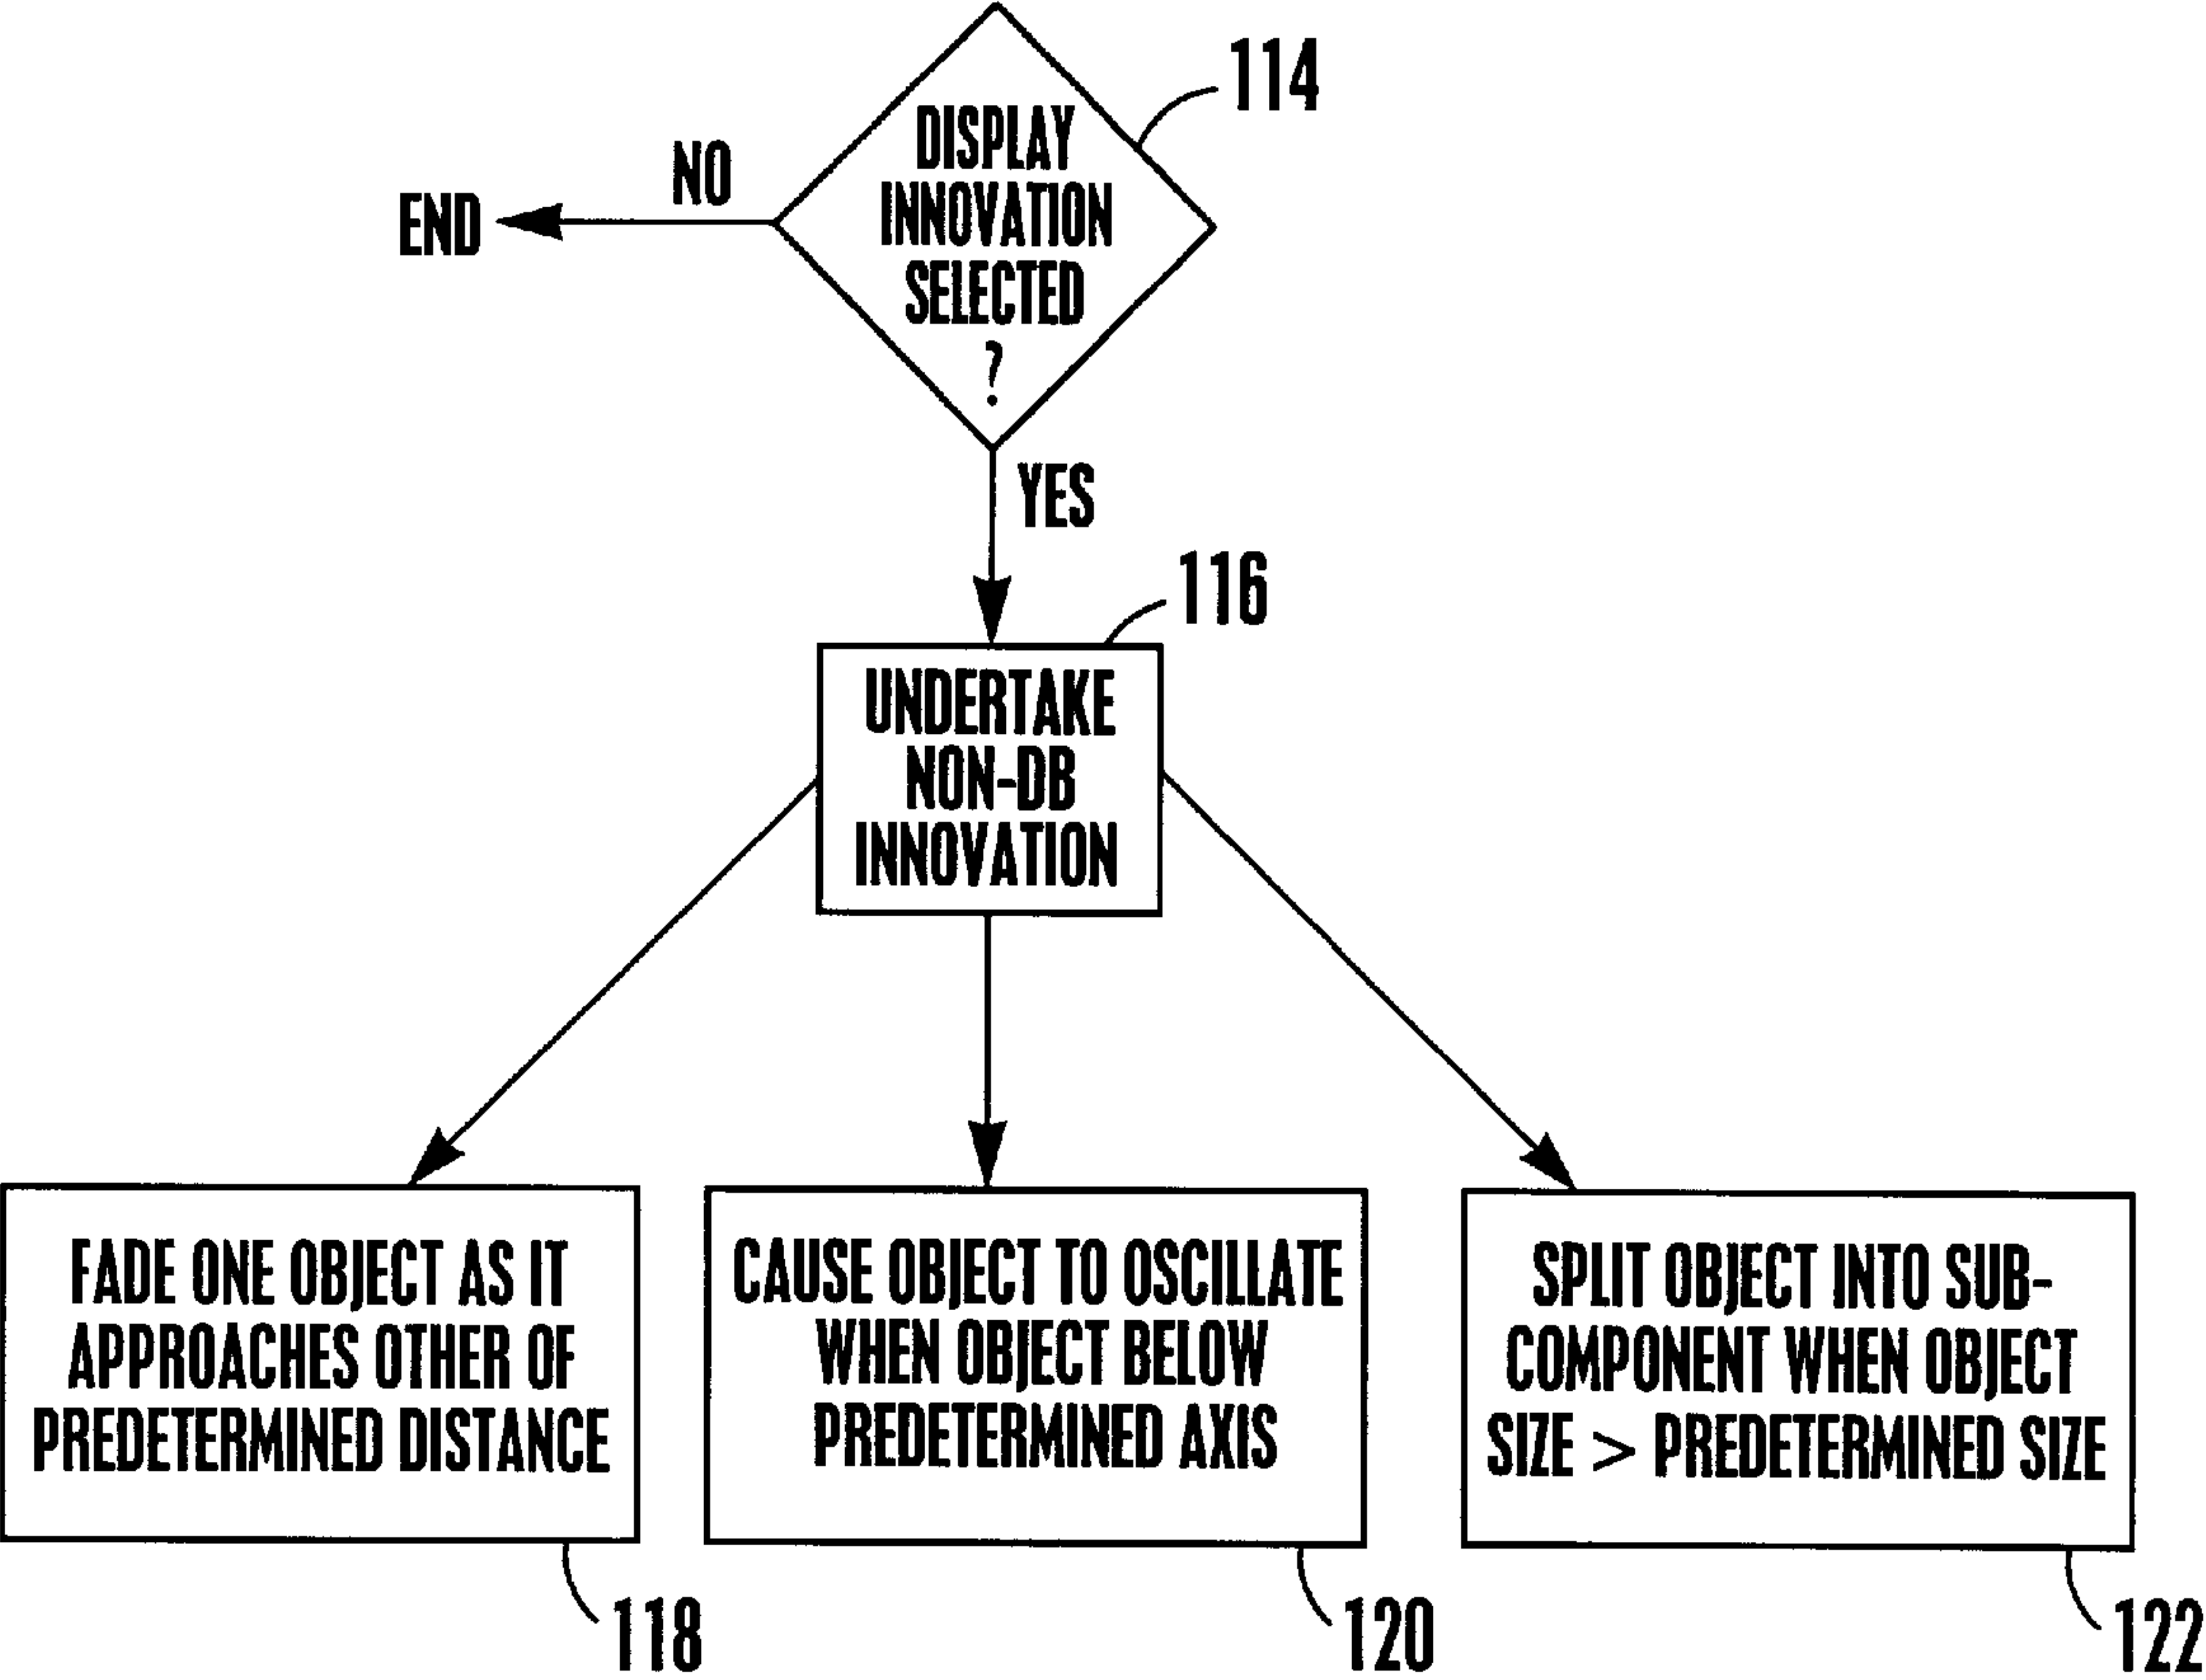 114
DISPLAY
INNOVATION
SELECTED
?
NO
END
YES
116
UNDERTAKE
NON-DB
INNOVATION
FADE ONE OBJECT AS IT
APPROACHES OTHER OF
PREDETERMINED DISTANCE
118
CAUSE OBJECT TO OSCILLATE
WHEN OBJECT BELOW
PREDETERMINED AXIS
120
SPLIT OBJECT INTO SUB-
COMPONENT WHEN OBJECT
SIZE > PREDETERMINED SIZE
122